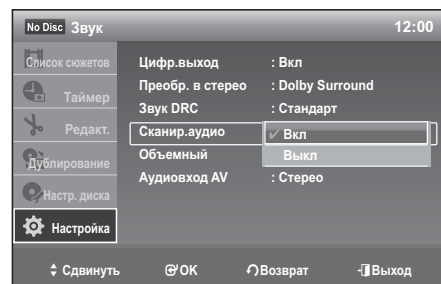 No Disc Звук 12:00
Список сюжетов
Таймер
Редакт.
Дублирование
Настр. диска
Настройка
Цифр.выход : Вкл
Преобр. в стерео : Dolby Surround
Звук DRC : Стандарт
Сканир.аудио ✔ Вкл
Выкл
Объемный
Аудиовход AV : Стерео
Сдвинуть OK Возврат Выход